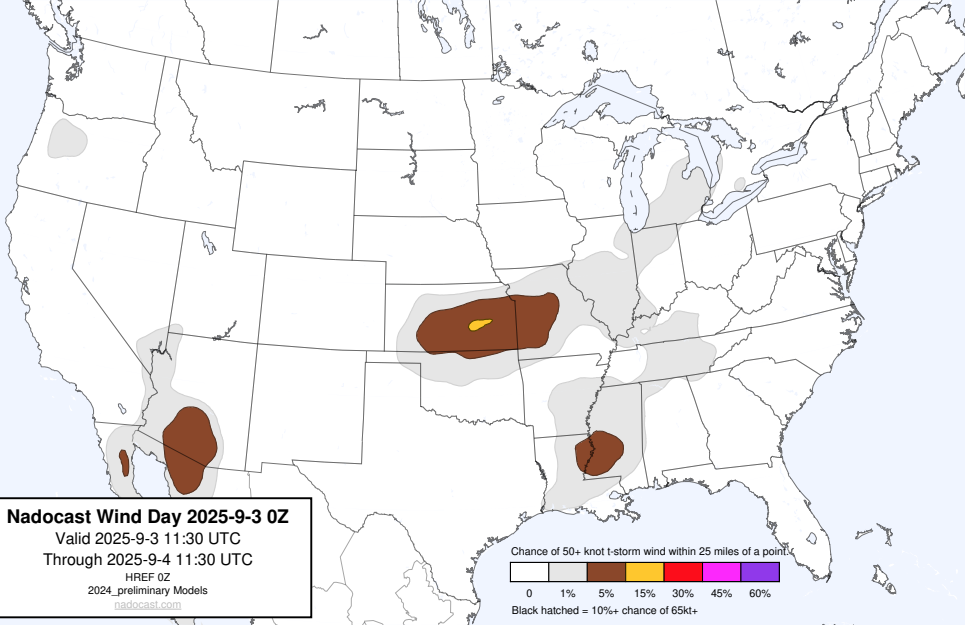 Nadocast Wind Day 2025-9-3 0Z
Valid 2025-9-3 11:30 UTC
Through 2025-9-4 11:30 UTC
HREF 0Z
2024_preliminary Models
nadocast.com
Chance of 50+ knot t-storm wind within 25 miles of a point.
0 1% 5% 15% 30% 45% 60%
Black hatched = 10%+ chance of 65kt+